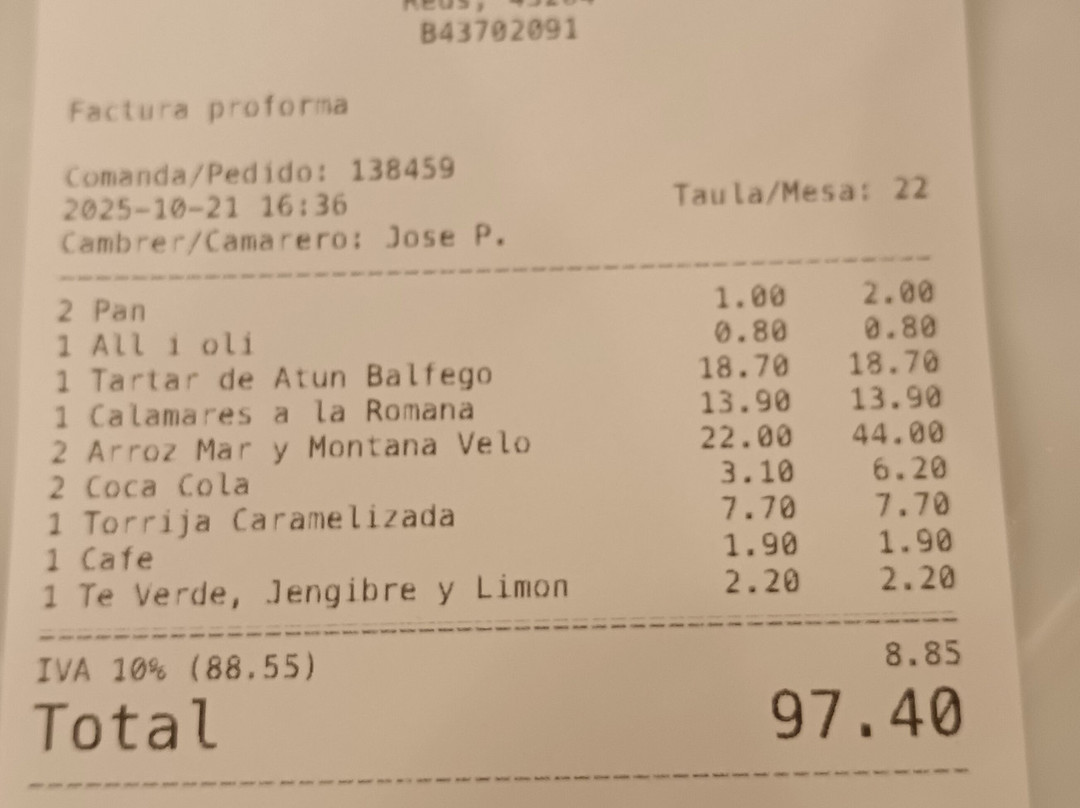 Reus, 43204
B43702091
Factura proforma
Comanda/Pedido: 138459
2025-10-21 16:36 Taula/Mesa: 22
Cambrer/Camarero: Jose P.
2 Pan 1.00 2.00
1 All i oli 0.80 0.80
1 Tartar de Atun Balfego 18.70 18.70
1 Calamares a la Romana 13.90 13.90
2 Arroz Mar y Montana Velo 22.00 44.00
2 Coca Cola 3.10 6.20
1 Torrija Caramelizada 7.70 7.70
1 Cafe 1.90 1.90
1 Te Verde, Jengibre y Limon 2.20 2.20
IVA 10% (88.55) 8.85
Total 97.40